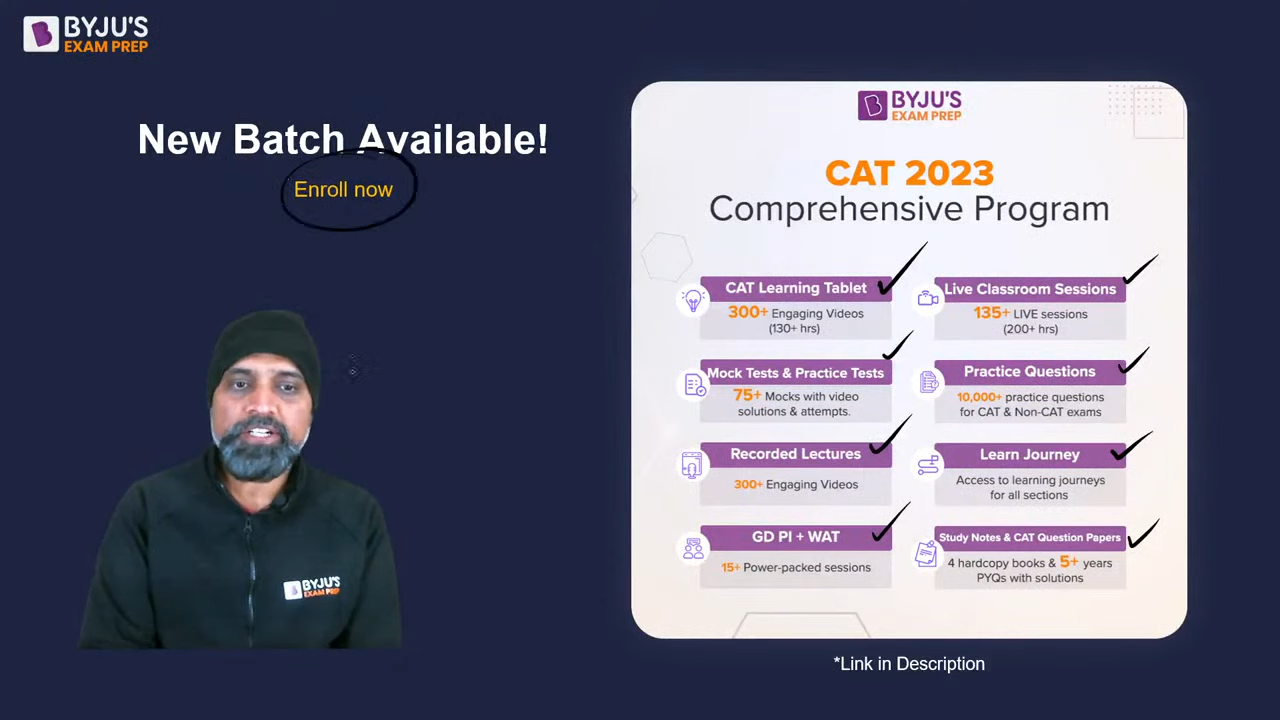 BYJU'S
EXAM PREP
New Batch Available!
Enroll now
BYJU'S
EXAM PREP
BYJU'S
EXAM PREP
CAT 2023
Comprehensive Program
CAT Learning Tablet
300+ Engaging Videos
(130+ hrs)
Live Classroom Sessions
135+ LIVE sessions
(200+ hrs)
Mock Tests & Practice Tests
75+ Mocks with video
solutions & attempts.
Practice Questions
10,000+ practice questions
for CAT & Non-CAT exams
Recorded Lectures
300+ Engaging Videos
Learn Journey
Access to learning journeys
for all sections
GD PI + WAT
15+ Power-packed sessions
Study Notes & CAT Question Papers
4 hardcopy books & 5+ years
PYQs with solutions
*Link in Description